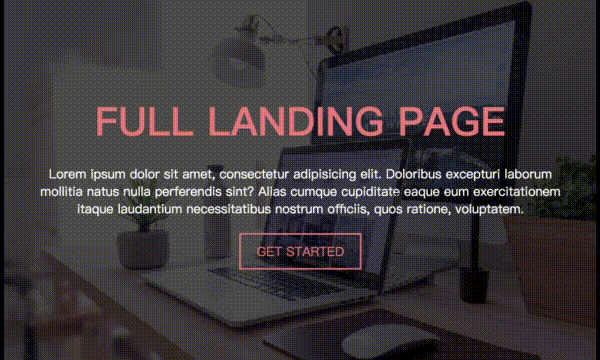 FULL LANDING PAGE
Lorem ipsum dolor sit amet, consectetur adipisicing elit. Doloribus excepturi laborum
mollitia natus nulla perferendis sint? Alias cumque cupiditate eaque eum exercitationem
itaque laudantium necessitatibus nostrum officiis, quos ratione, voluptatem.
GET STARTED